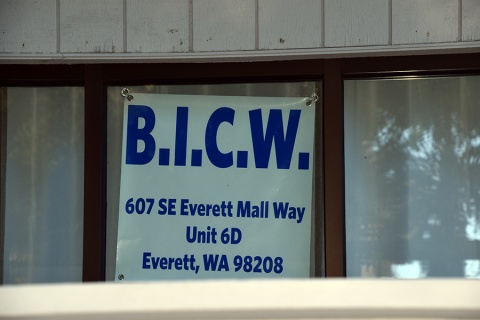 B.I.C.W.
607 SE Everett Mall Way
Unit 6D
Everett, WA 98208